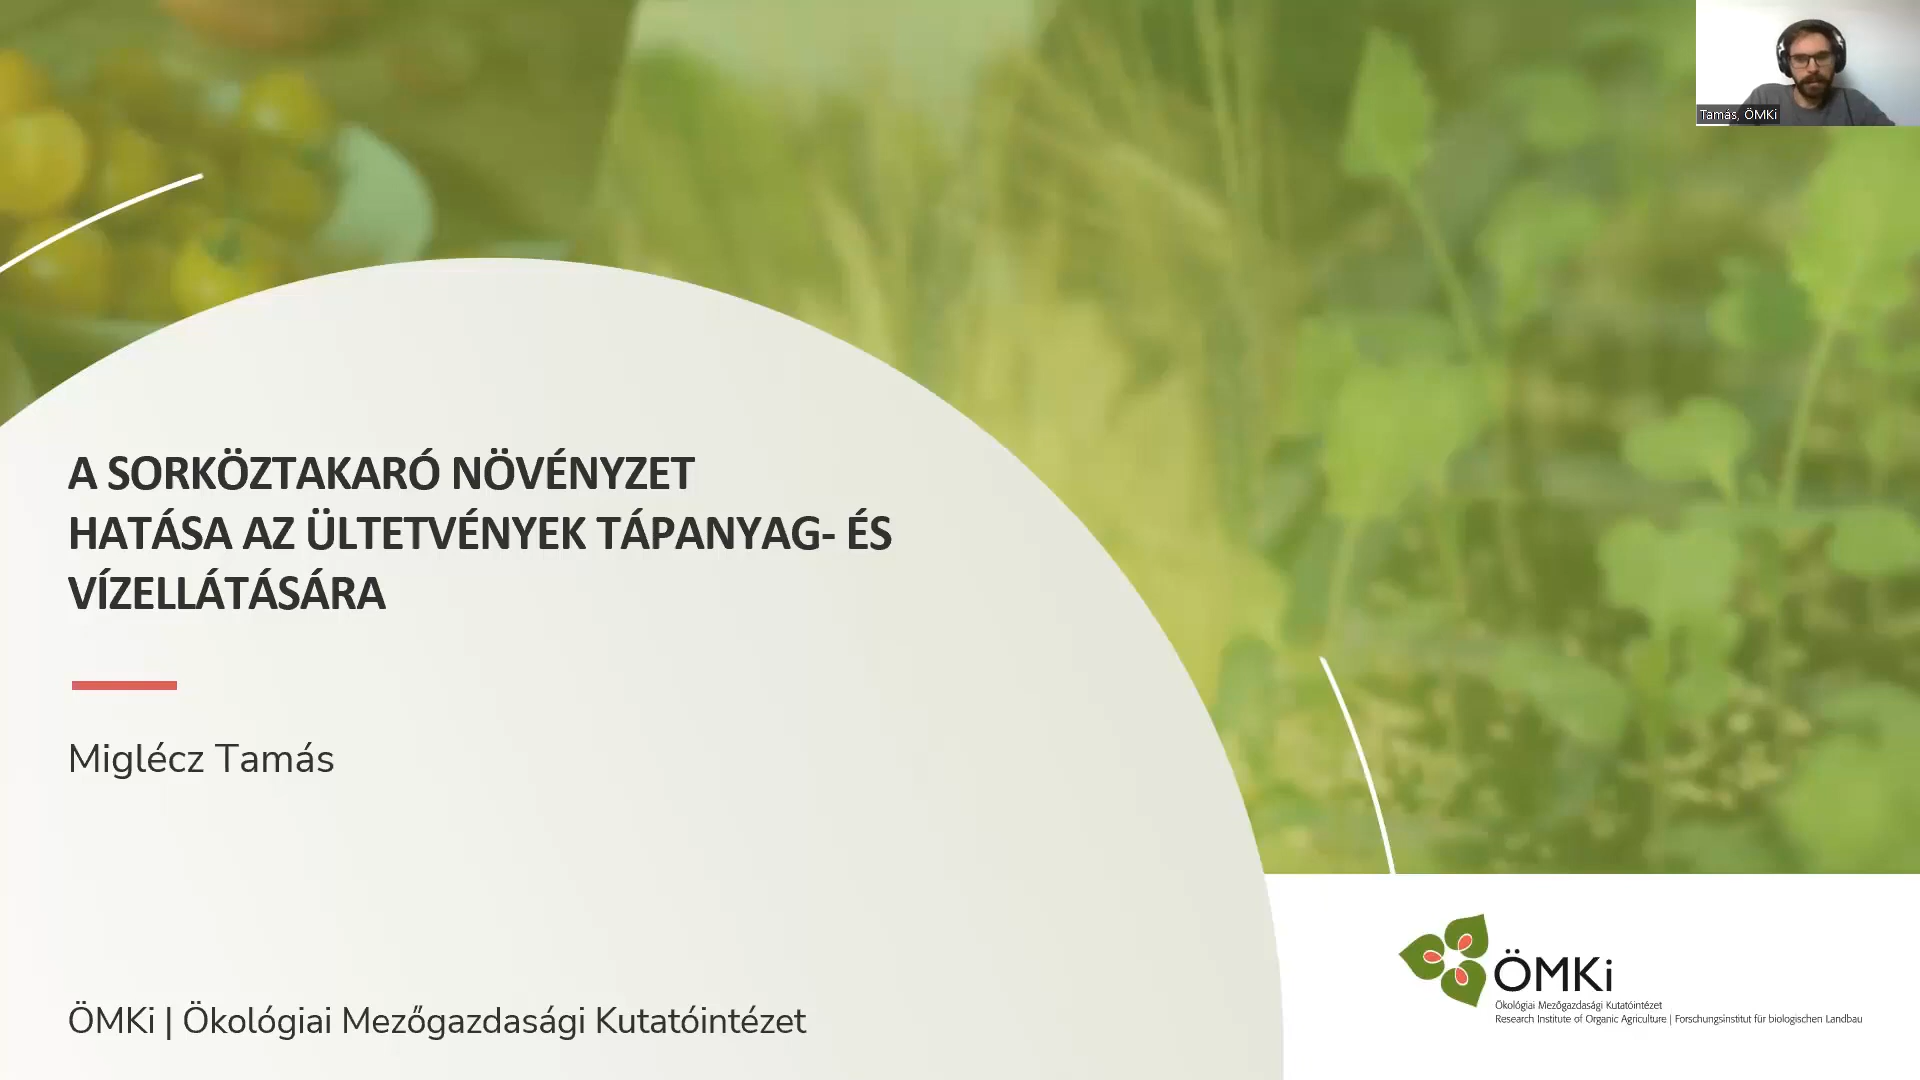 Tamás, ÖMKi
A SORKÖZTAKARÓ NÖVÉNYZET
HATÁSA AZ ÜLTETVÉNYEK TÁPANYAG- ÉS
VÍZELLÁTÁSÁRA
Miglécz Tamás
ÖMKi | Ökológiai Mezőgazdasági Kutatóintézet
ÖMKi
Ökológiai Mezőgazdasági Kutatóintézet
Research Institute of Organic Agriculture | Forschungsinstitut für biologischen Landbau